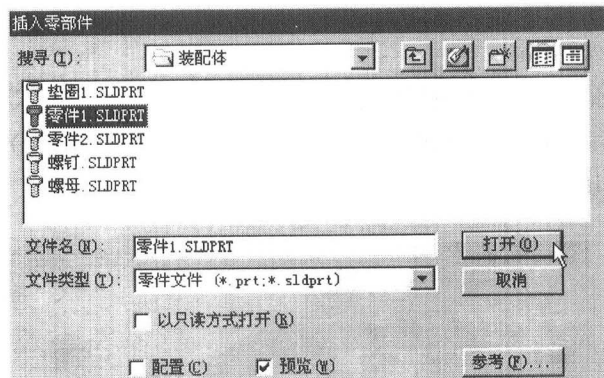 插入零部件
搜寻(I):
装配体
垫圈1.SLDPRT
零件1.SLDPRT
零件2.SLDPRT
螺钉.SLDPRT
螺母.SLDPRT
文件名(N): 零件1.SLDPRT 打开(O)
文件类型(T): 零件文件 (*.prt;*.sldprt) 取消
以只读方式打开(R)
配置(C) 预览(W) 参考(F)...